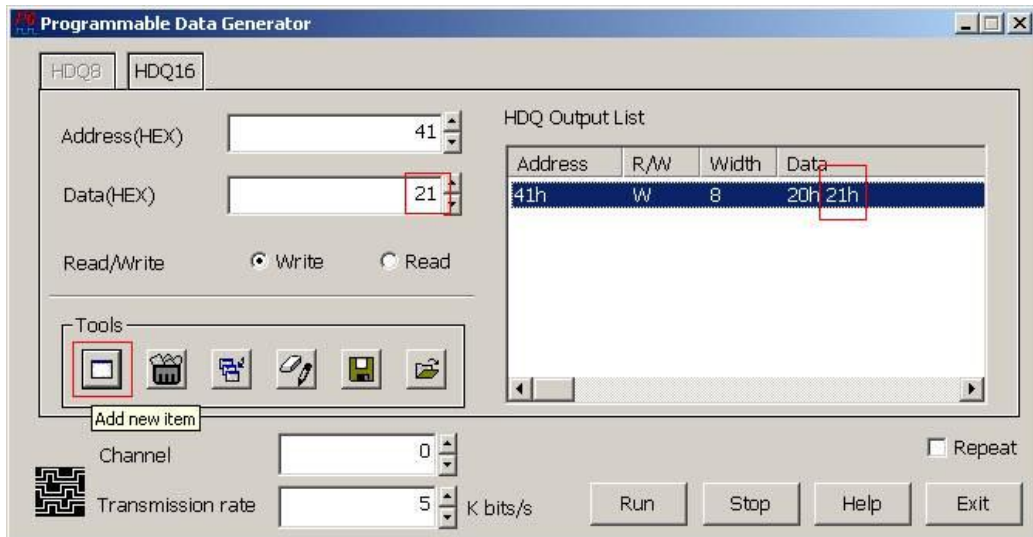 Programmable Data Generator
HDQ8 HDQ16
Address(HEX) 41
Data(HEX) 21
Read/Write Write Read
Tools
Add new item
HDQ Output List
Address R/W Width Data
41h W 8 20h 21h
Channel 0
Transmission rate 5 K bits/s
Repeat
Run Stop Help Exit